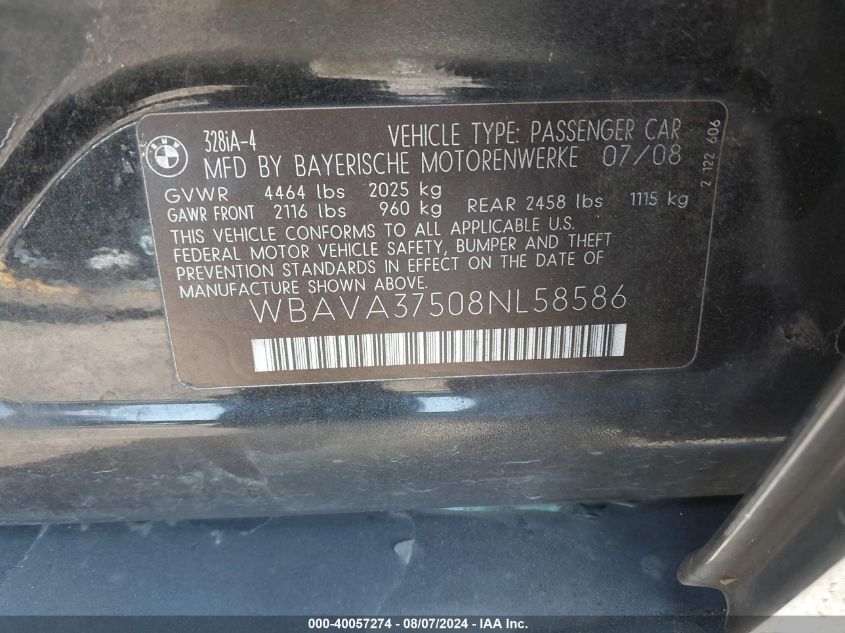 BMW
328iA-4 VEHICLE TYPE: PASSENGER CAR
MFD BY BAYERISCHE MOTORENWERKE 07/08
GVWR 4464 lbs 2025 kg
GAWR FRONT 2116 lbs 960 kg REAR 2458 lbs 1115 kg
THIS VEHICLE CONFORMS TO ALL APPLICABLE U.S.
FEDERAL MOTOR VEHICLE SAFETY, BUMPER AND THEFT
PREVENTION STANDARDS IN EFFECT ON THE DATE OF
MANUFACTURE SHOWN ABOVE.
WBAVA37508NL58586
7 122 606
000-40057274 - 08/07/2024 - IAA Inc.